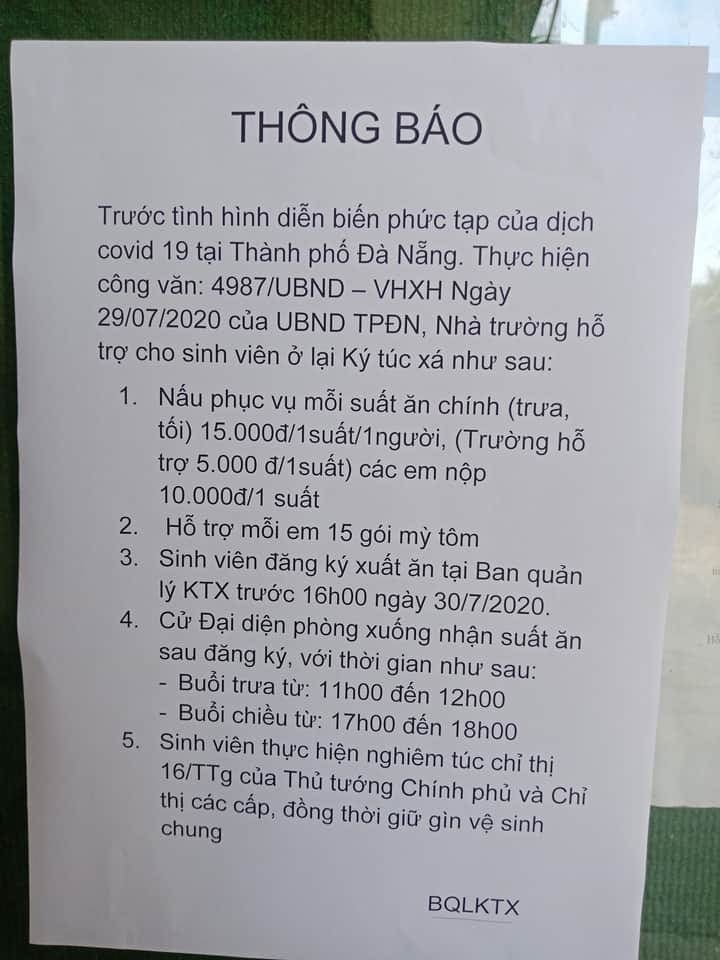 THÔNG BÁO
Trước tình hình diễn biến phức tạp của dịch
covid 19 tại Thành phố Đà Nẵng. Thực hiện
công văn: 4987/UBND – VHXH Ngày
29/07/2020 của UBND TPĐN, Nhà trường hỗ
trợ cho sinh viên ở lại Ký túc xá như sau:
1. Nấu phục vụ mỗi suất ăn chính (trưa,
tối) 15.000đ/1suất/1người, (Trường hỗ
trợ 5.000 đ/1suất) các em nộp
10.000đ/1 suất
2. Hỗ trợ mỗi em 15 gói mỳ tôm
3. Sinh viên đăng ký xuất ăn tại Ban quản
lý KTX trước 16h00 ngày 30/7/2020.
4. Cử Đại diện phòng xuống nhận suất ăn
sau đăng ký, với thời gian như sau:
- Buổi trưa từ: 11h00 đến 12h00
- Buổi chiều từ: 17h00 đến 18h00
5. Sinh viên thực hiện nghiêm túc chỉ thị
16/TTg của Thủ tướng Chính phủ và Chỉ
thị các cấp, đồng thời giữ gìn vệ sinh
chung
BQLKTX